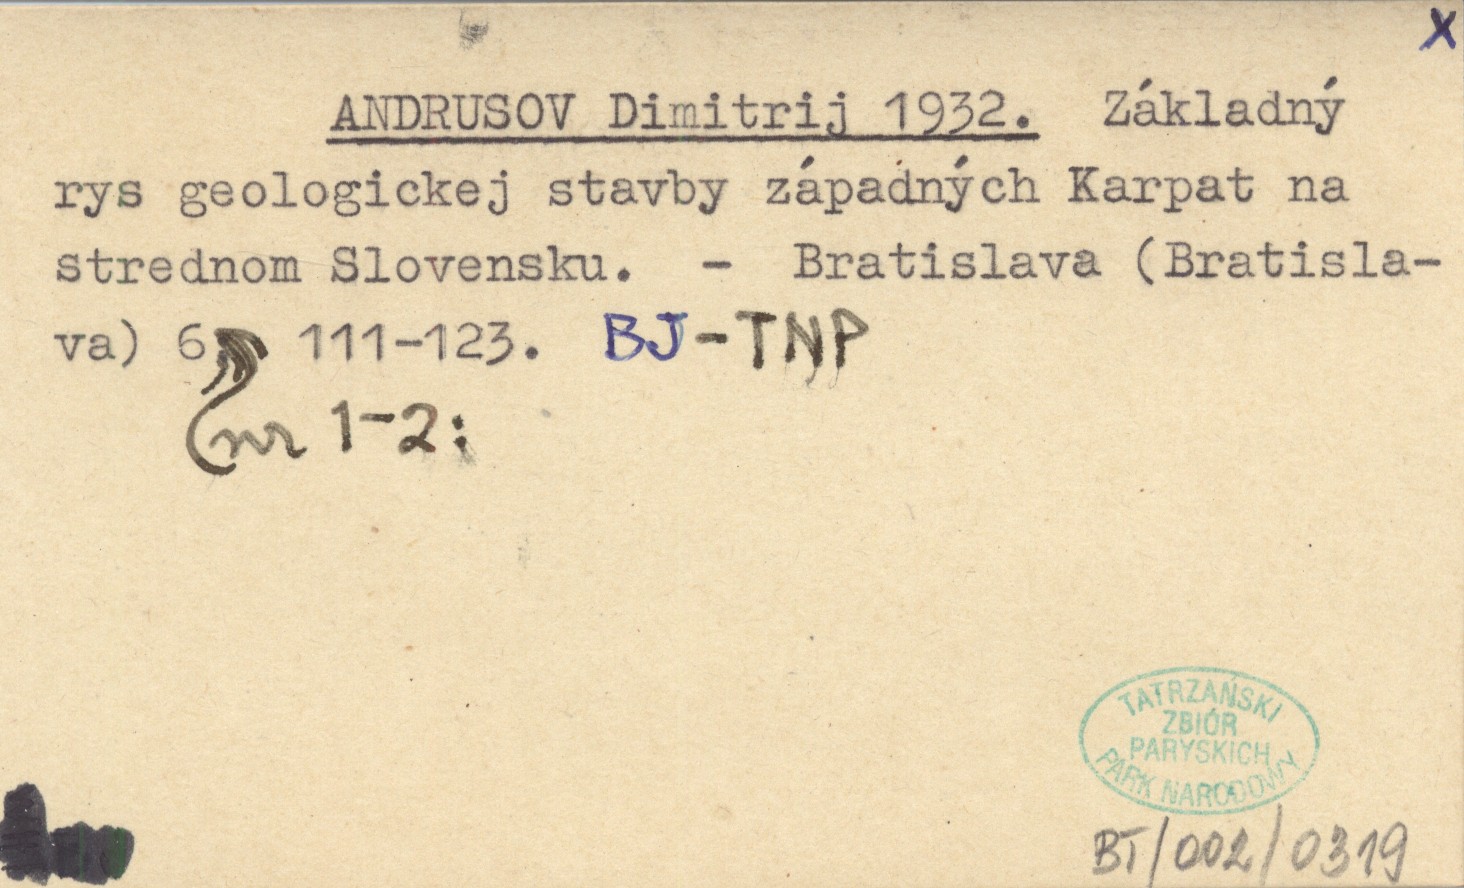 X
ANDRUSOV Dimitrij 1932. Základný
rys geologickej stavby západných Karpat na
strednom Slovensku. - Bratislava (Bratisla-
va) 6, 111-123. BJ-TNP
nr 1-2:
TATRZAŃSKI
ZBIÓR
PARYSKICH
PARK NARODOWY
BT/002/0319